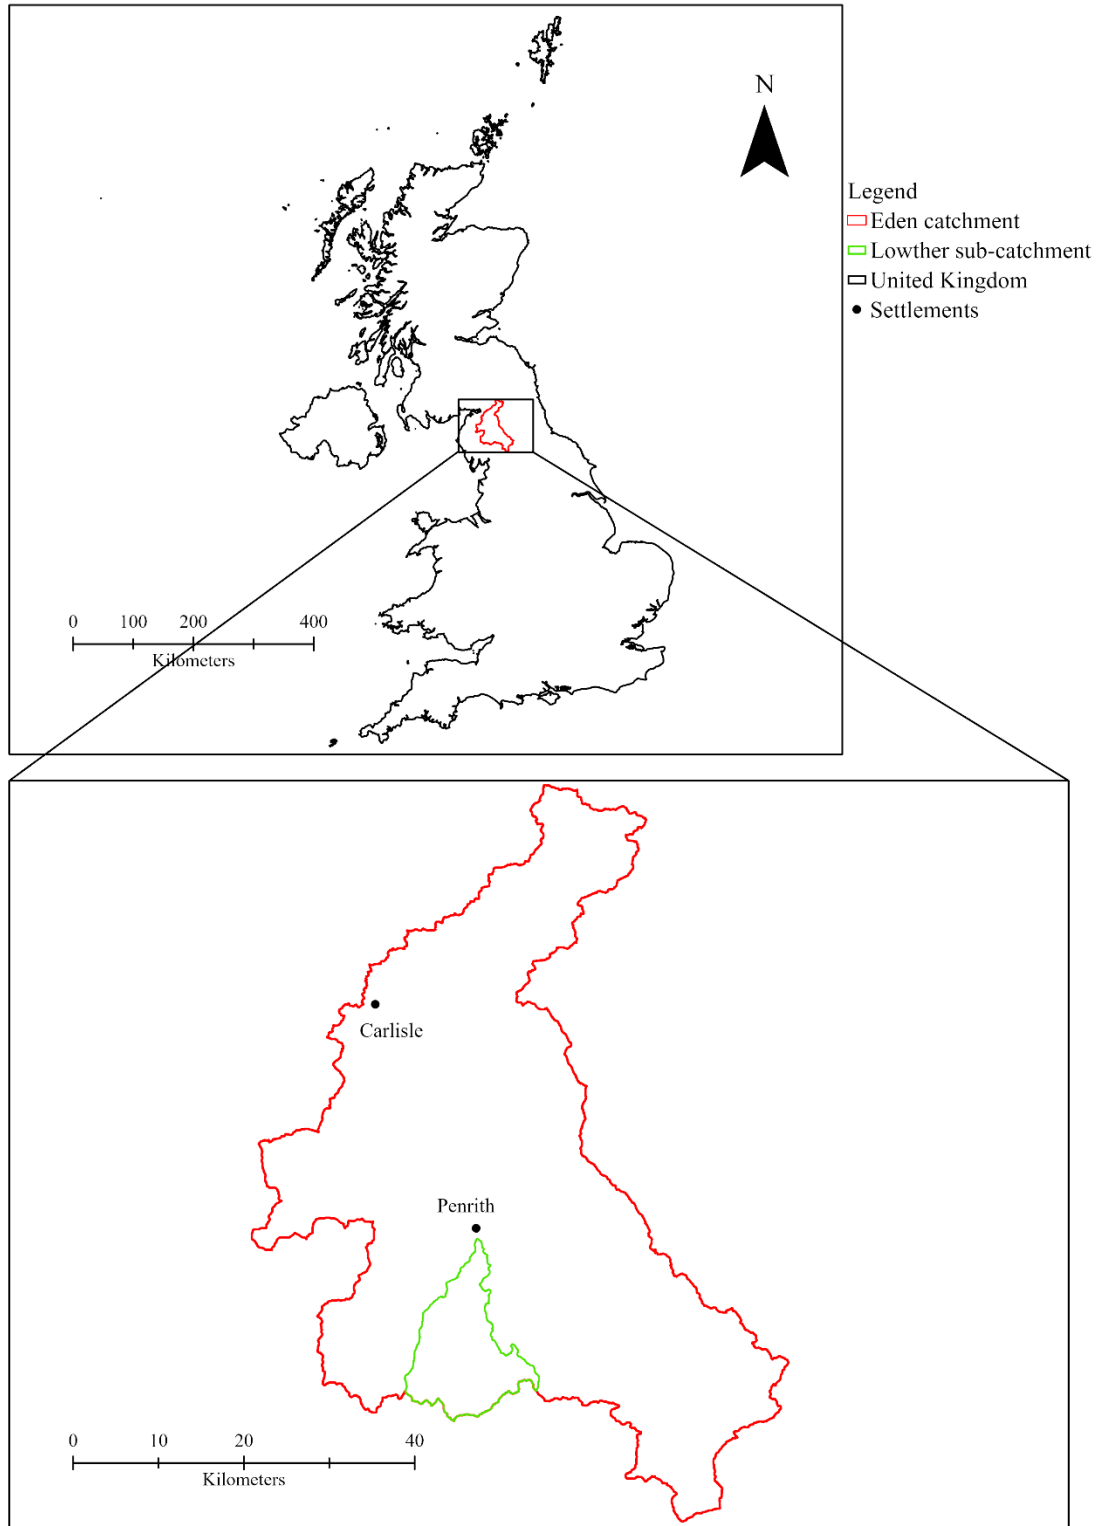 N
Legend
Eden catchment
Lowther sub-catchment
United Kingdom
Settlements
0 100 200 400
Kilometers
Carlisle
Penrith
0 10 20 40
Kilometers